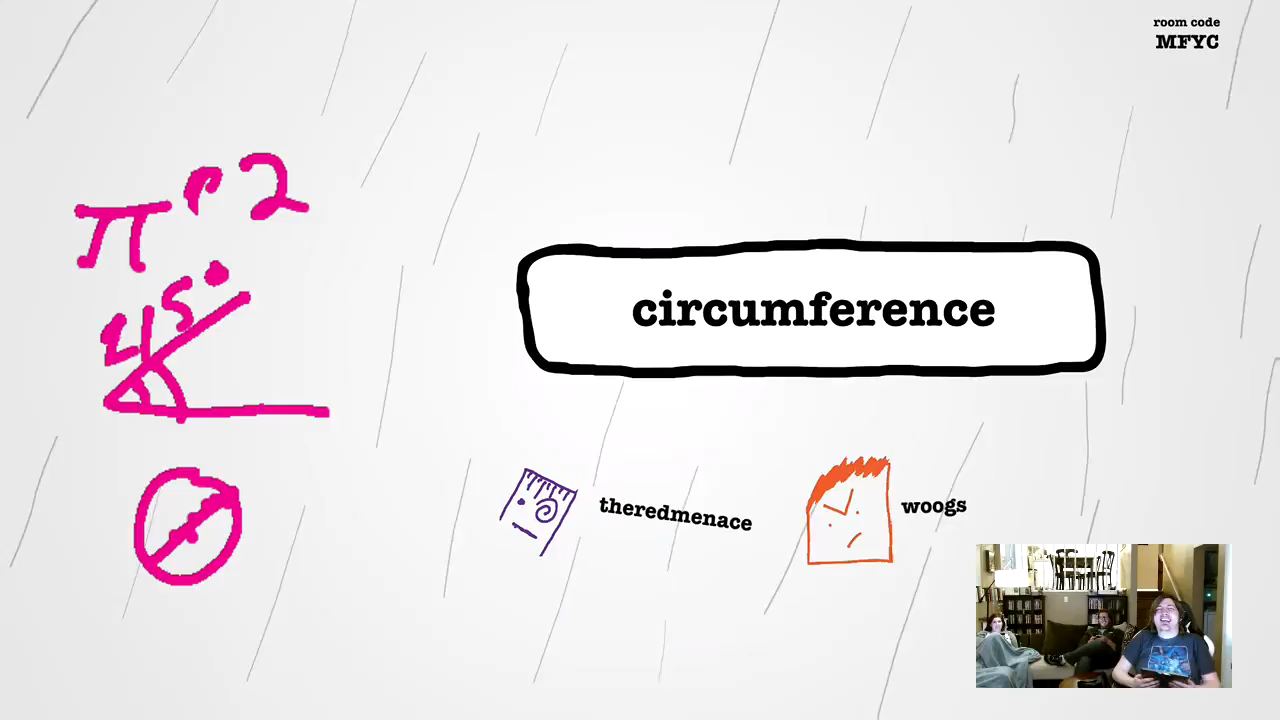 room code
MFYC
πr2
45°
circumference
theredmenace
woogs